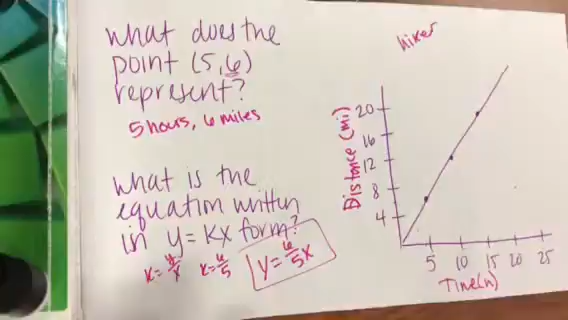 What does the
point (5,6)
represent?
5 hours, 6 miles
What is the
equation written
in y=kx form?
k=y/x k=6/5 y=6/5x
hiker
Distance (mi)
20
16
12
8
4
5 10 15 20 25
Time(h)